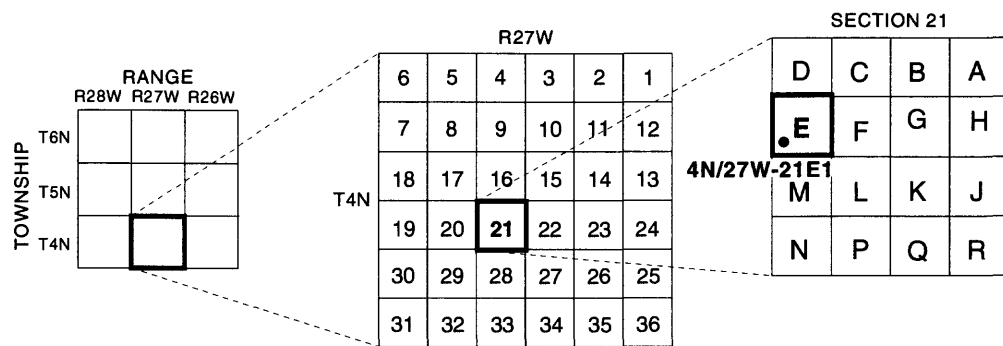 RANGE
R28W R27W R26W
TOWNSHIP
T6N
T5N
T4N
R27W
T4N
6 5 4 3 2 1
7 8 9 10 11 12
18 17 16 15 14 13
19 20 21 22 23 24
30 29 28 27 26 25
31 32 33 34 35 36
SECTION 21
D C B A
E F G H
4N/27W-21E1
M L K J
N P Q R